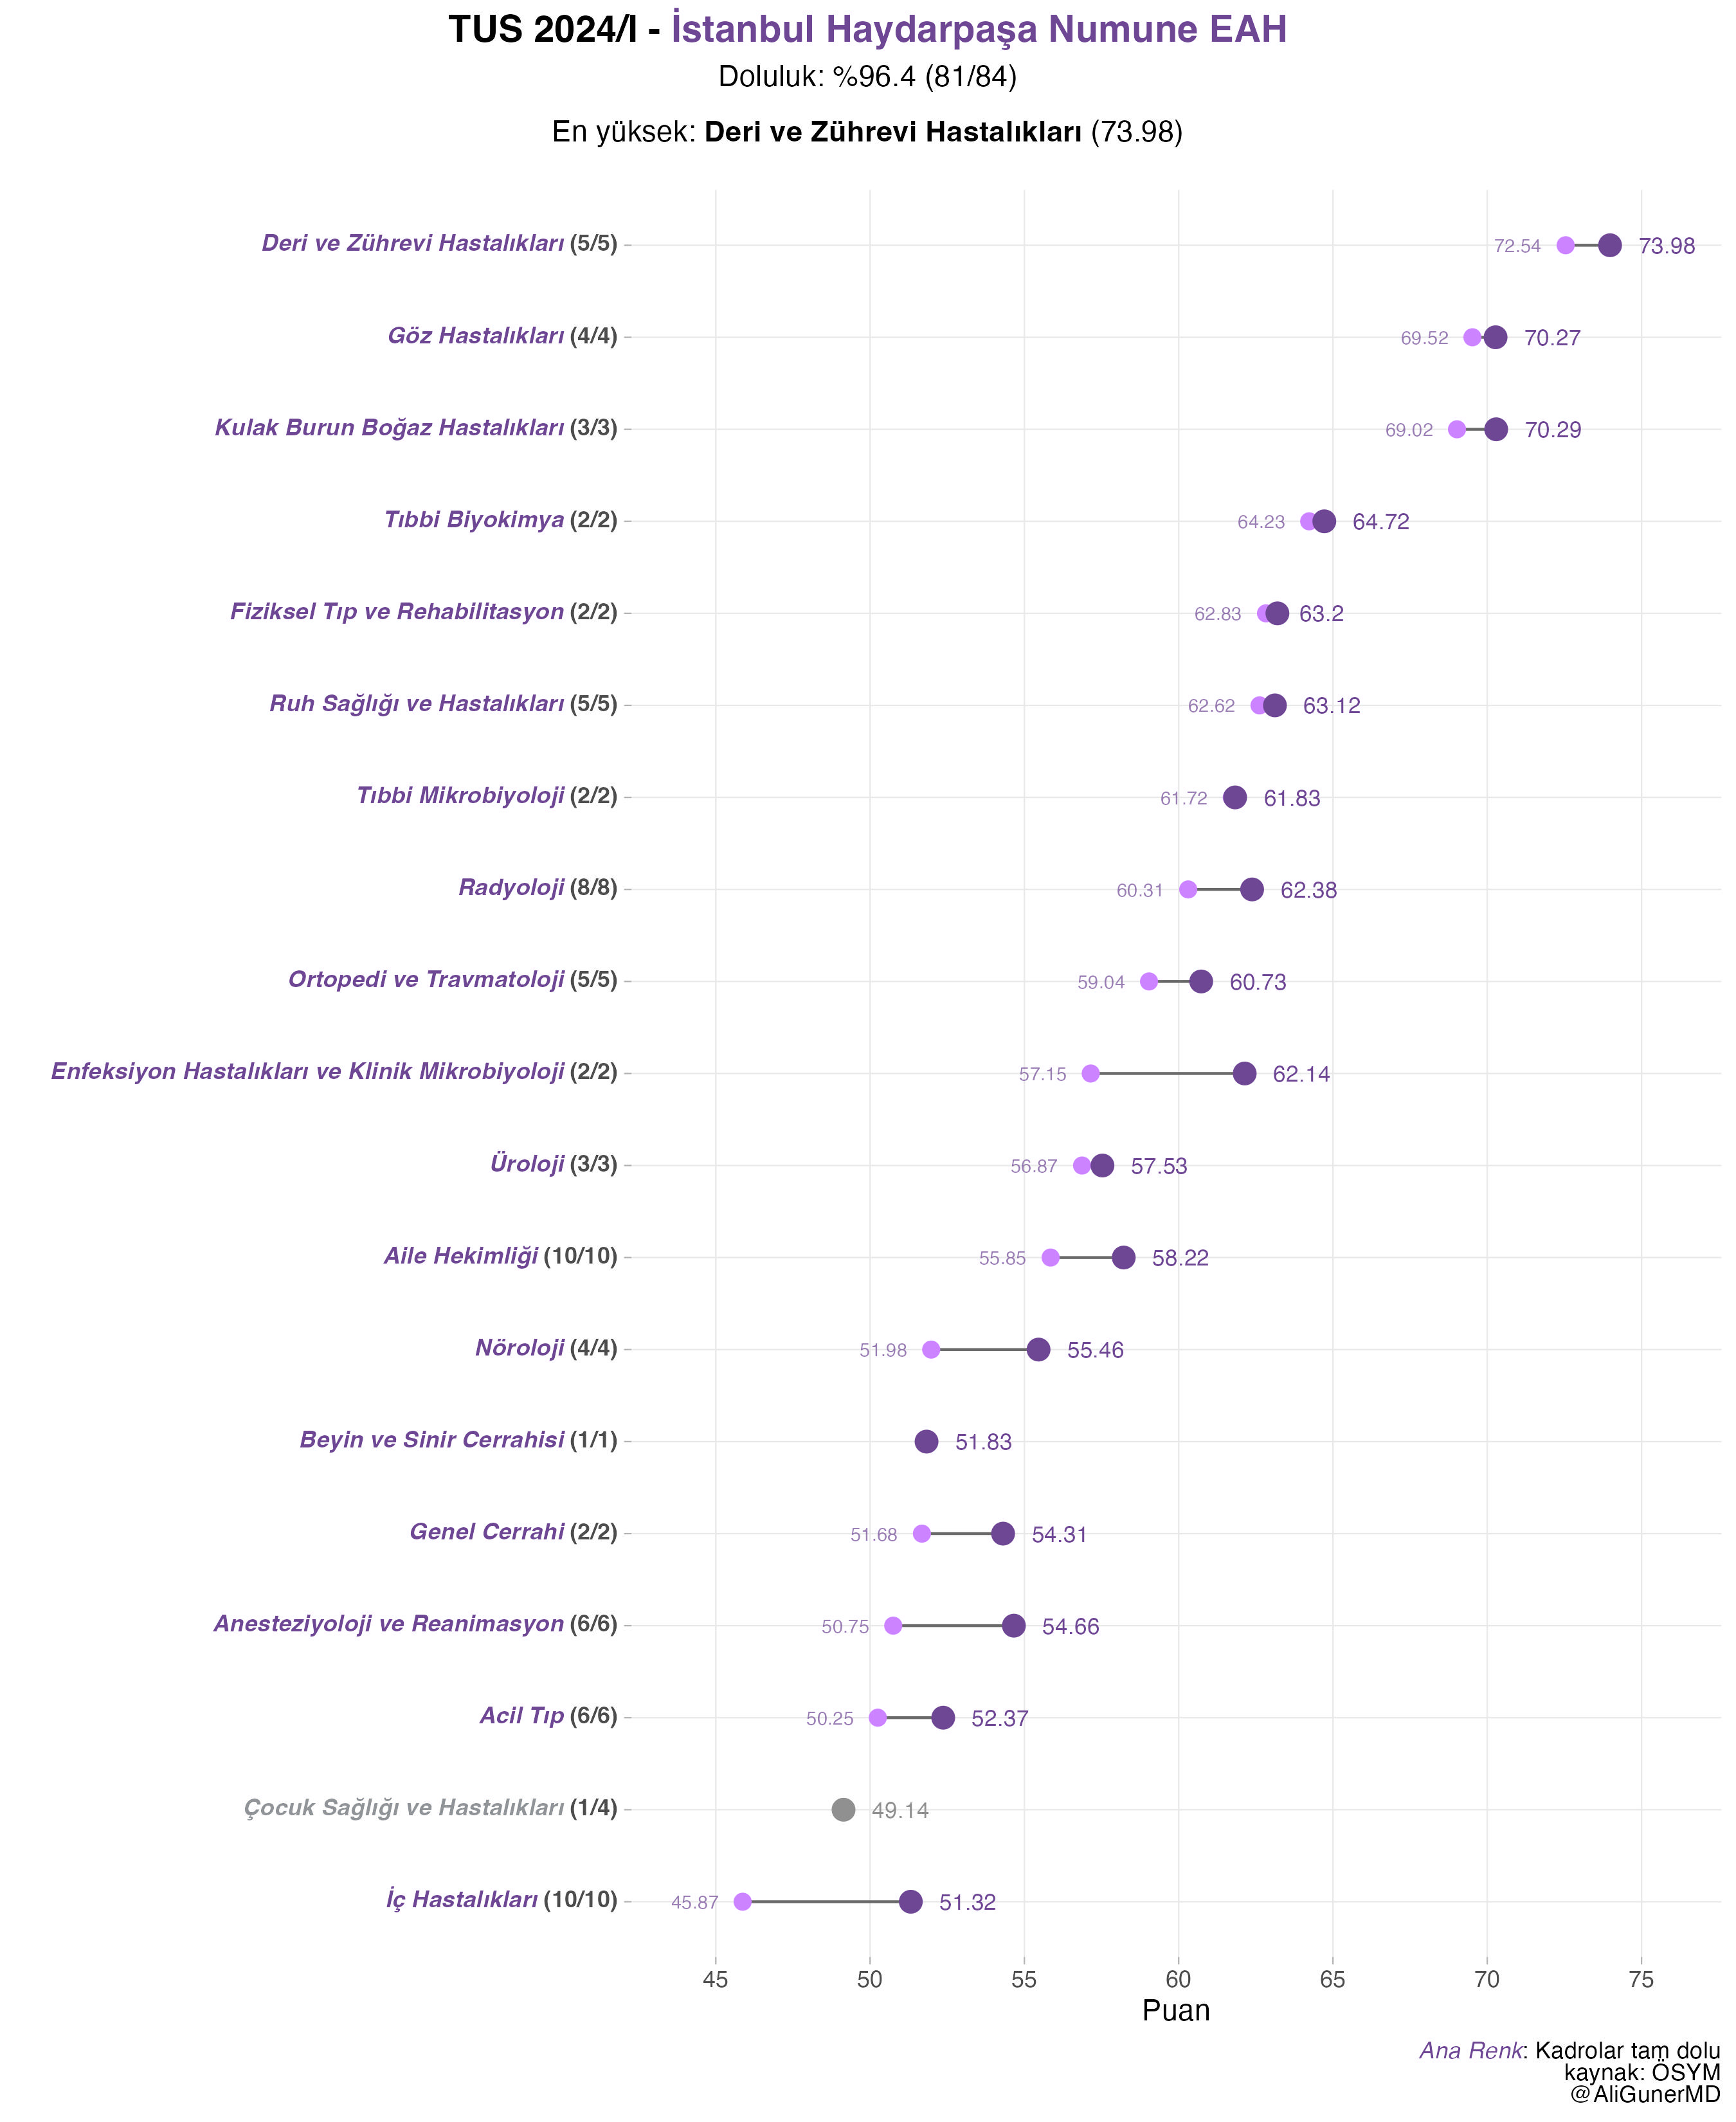 TUS 2024/I - İstanbul Haydarpaşa Numune EAH
Doluluk: %96.4 (81/84)
En yüksek: Deri ve Zührevi Hastalıkları (73.98)
Deri ve Zührevi Hastalıkları (5/5) 72.54 73.98
Göz Hastalıkları (4/4) 69.52 70.27
Kulak Burun Boğaz Hastalıkları (3/3) 69.02 70.29
Tıbbi Biyokimya (2/2) 64.23 64.72
Fiziksel Tıp ve Rehabilitasyon (2/2) 62.83 63.2
Ruh Sağlığı ve Hastalıkları (5/5) 62.62 63.12
Tıbbi Mikrobiyoloji (2/2) 61.72 61.83
Radyoloji (8/8) 60.31 62.38
Ortopedi ve Travmatoloji (5/5) 59.04 60.73
Enfeksiyon Hastalıkları ve Klinik Mikrobiyoloji (2/2) 57.15 62.14
Üroloji (3/3) 56.87 57.53
Aile Hekimliği (10/10) 55.85 58.22
Nöroloji (4/4) 51.98 55.46
Beyin ve Sinir Cerrahisi (1/1) 51.83
Genel Cerrahi (2/2) 51.68 54.31
Anesteziyoloji ve Reanimasyon (6/6) 50.75 54.66
Acil Tıp (6/6) 50.25 52.37
Çocuk Sağlığı ve Hastalıkları (1/4) 49.14
İç Hastalıkları (10/10) 45.87 51.32
45 50 55 60 65 70 75
Puan
Ana Renk: Kadrolar tam dolu
kaynak: ÖSYM
@AliGunerMD